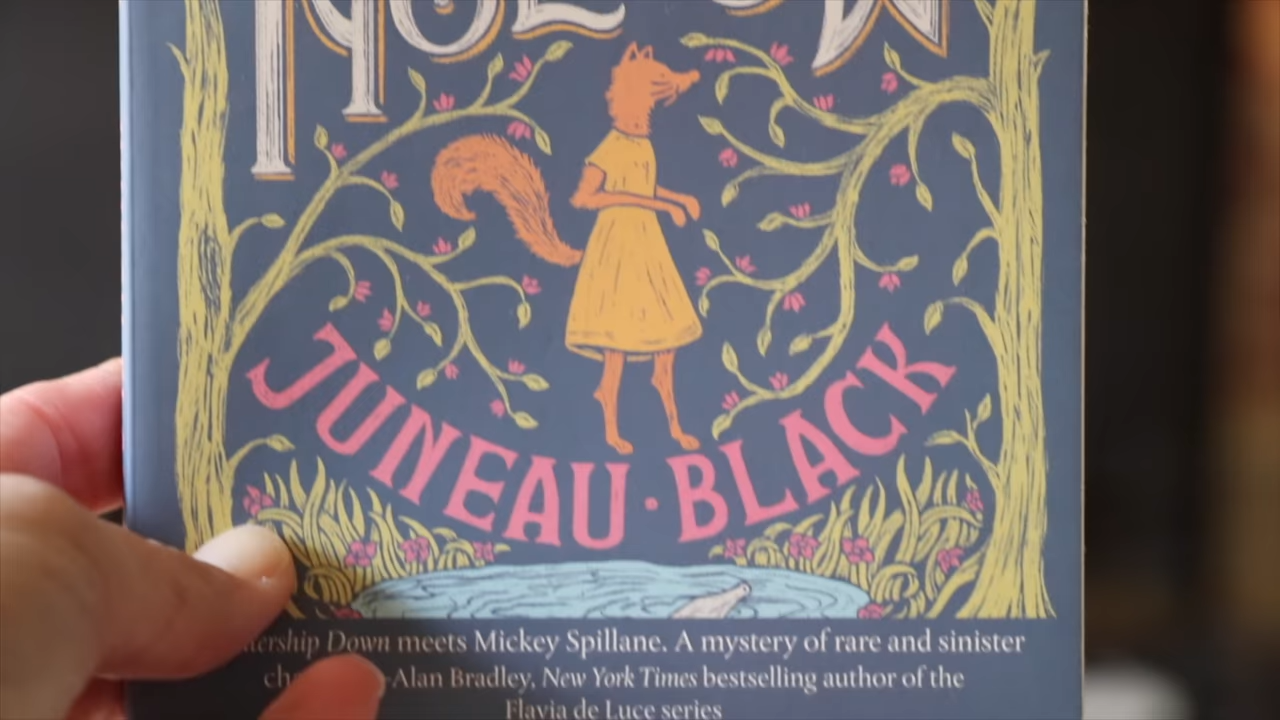 JUNEAU · BLACK
ership Down meets Mickey Spillane. A mystery of rare and sinister
—Alan Bradley, New York Times bestselling author of the
Flavia de Luce series